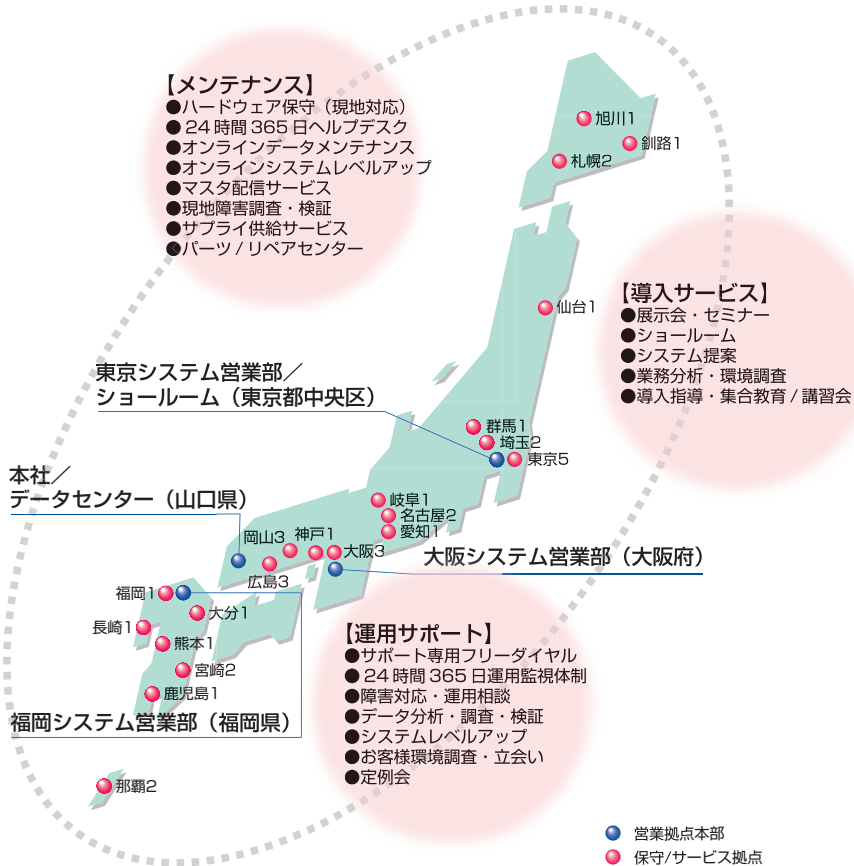 【メンテナンス】
●ハードウェア保守（現地対応）
●24時間365日ヘルプデスク
●オンラインデータメンテナンス
●オンラインシステムレベルアップ
●マスタ配信サービス
●現地障害調査・検証
●サプライ供給サービス
●パーツ/リペアセンター
旭川1
釧路1
札幌2
仙台1
【導入サービス】
●展示会・セミナー
●ショールーム
●システム提案
●業務分析・環境調査
●導入指導・集合教育/講習会
東京システム営業部／
ショールーム（東京都中央区）
群馬1
埼玉2
東京5
本社／
データセンター（山口県）
岐阜1
名古屋2
愛知1
岡山3
神戸1
大阪3
広島3
大阪システム営業部（大阪府）
福岡1
大分1
長崎1
熊本1
宮崎2
鹿児島1
福岡システム営業部（福岡県）
那覇2
【運用サポート】
●サポート専用フリーダイヤル
●24時間365日運用監視体制
●障害対応・運用相談
●データ分析・調査・検証
●システムレベルアップ
●お客様環境調査・立会い
●定例会
営業拠点本部
保守/サービス拠点